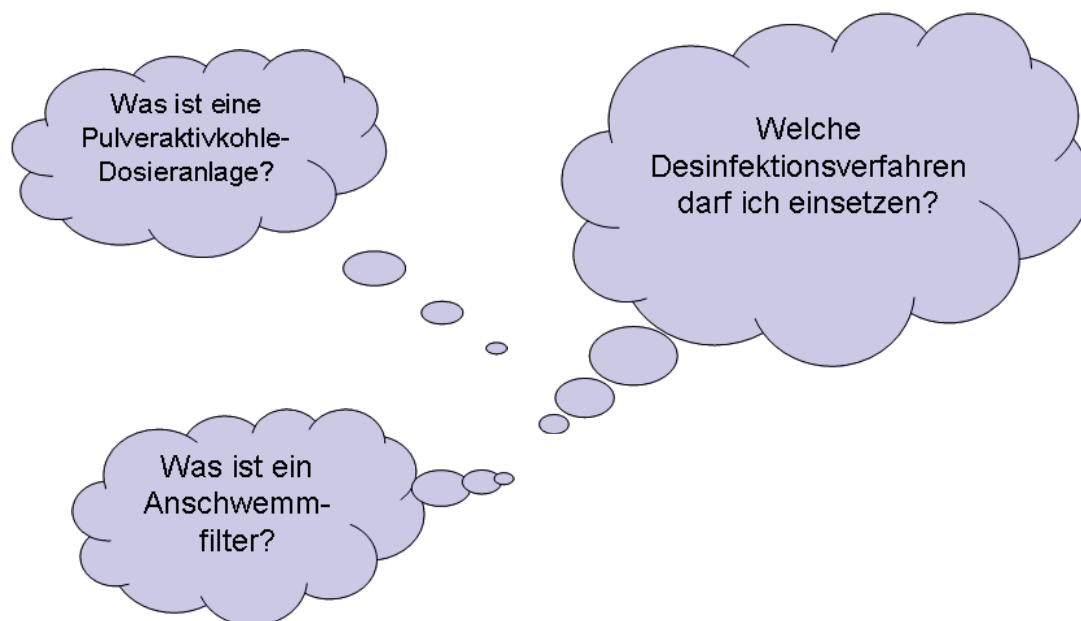 Was ist eine
Pulveraktivkohle-
Dosieranlage?
Welche
Desinfektionsverfahren
darf ich einsetzen?
Was ist ein
Anschwemm-
filter?